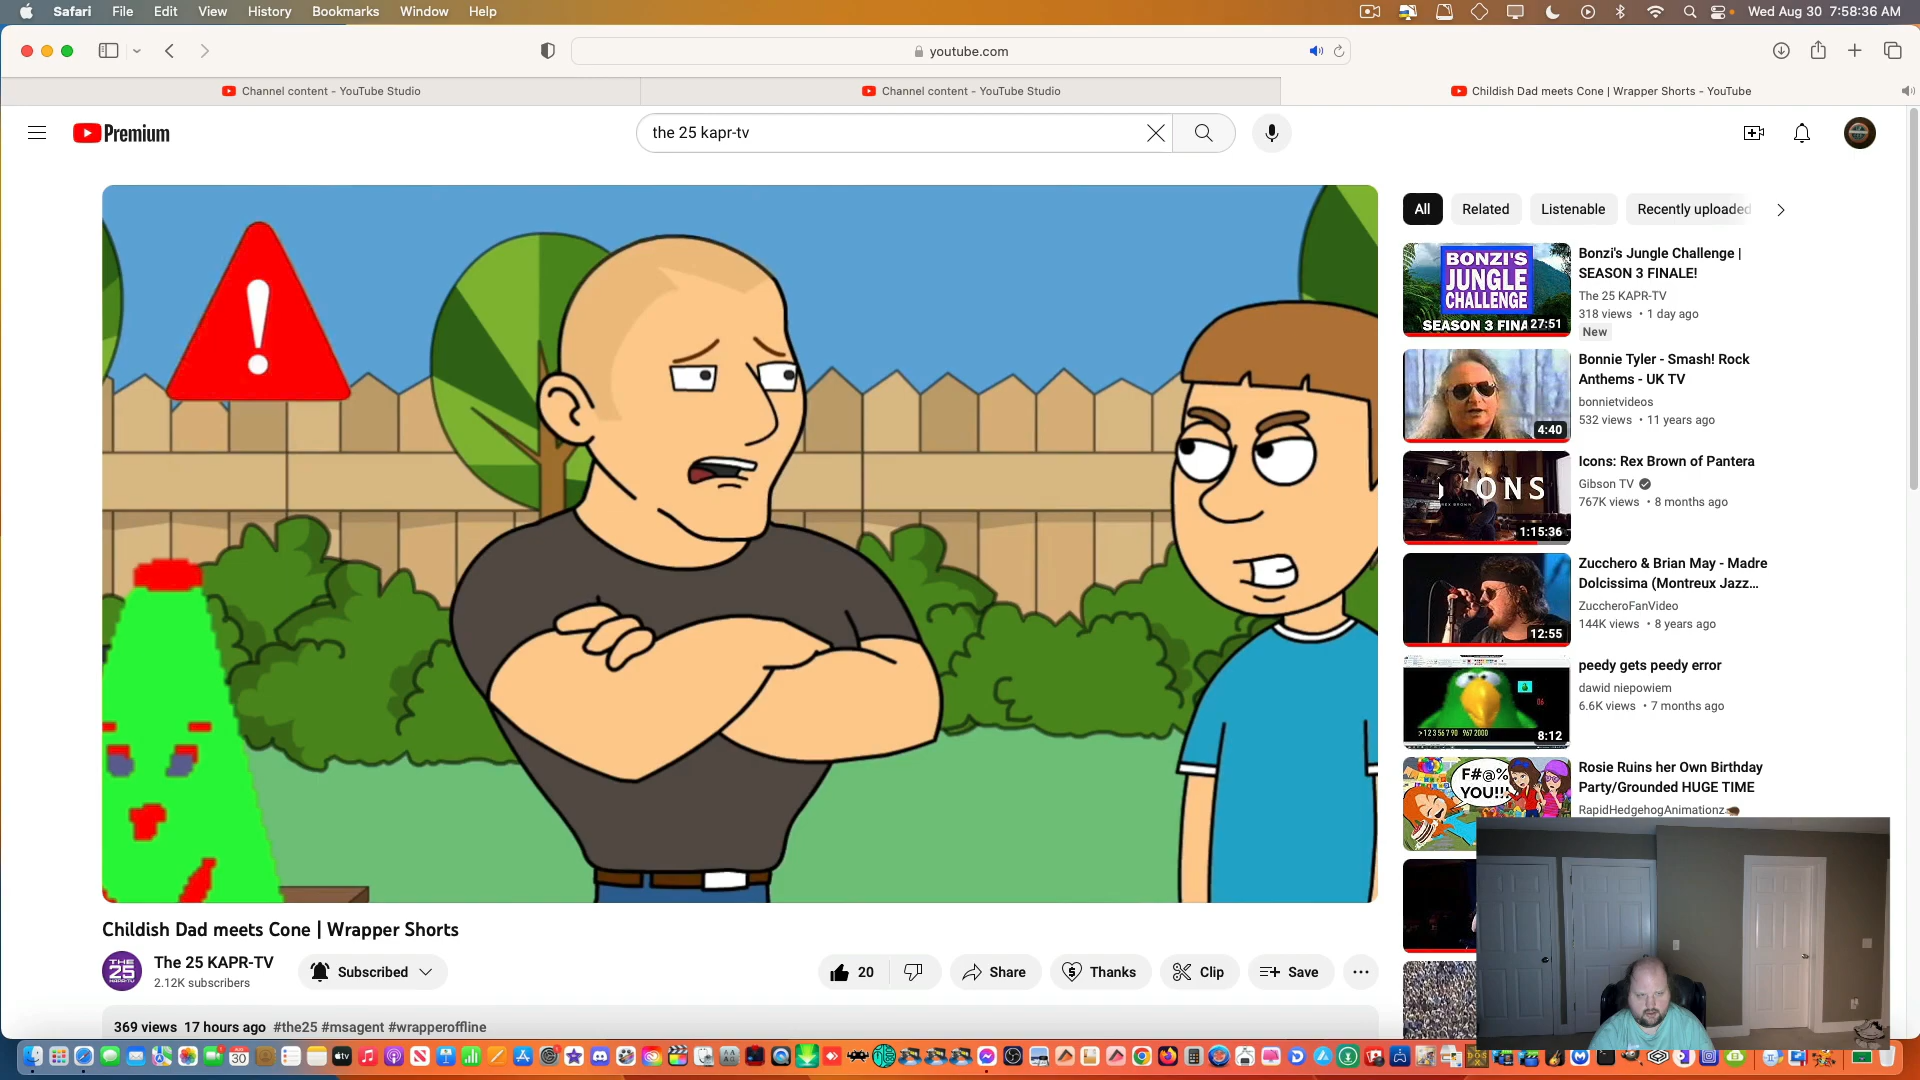 Safari File Edit View History Bookmarks Window Help
Wed Aug 30 7:58:36 AM
youtube.com
Channel content - YouTube Studio
Channel content - YouTube Studio
Childish Dad meets Cone | Wrapper Shorts - YouTube
Premium
the 25 kapr-tv
All
Related
Listenable
Recently uploaded
BONZI'S
JUNGLE
CHALLENGE
27:51
Bonzi's Jungle Challenge |
SEASON 3 FINALE!
The 25 KAPR-TV
318 views • 1 day ago
New
4:40
Bonnie Tyler - Smash! Rock
Anthems - UK TV
bonnietvideos
532 views • 11 years ago
1:15:36
Icons: Rex Brown of Pantera
Gibson TV
767K views • 8 months ago
12:55
Zucchero & Brian May - Madre
Dolcissima (Montreux Jazz...
ZuccheroFanVideo
144K views • 8 years ago
8:12
peedy gets peedy error
dawid niepowiem
6.6K views • 7 months ago
F#@%
YOU!!!
Rosie Ruins her Own Birthday
Party/Grounded HUGE TIME
RapidHedgehogAnimationz
!
Childish Dad meets Cone | Wrapper Shorts
THE
25
The 25 KAPR-TV
2.12K subscribers
Subscribed
20
Share
Thanks
Clip
Save
369 views 17 hours ago #the25 #msagent #wrapperoffline